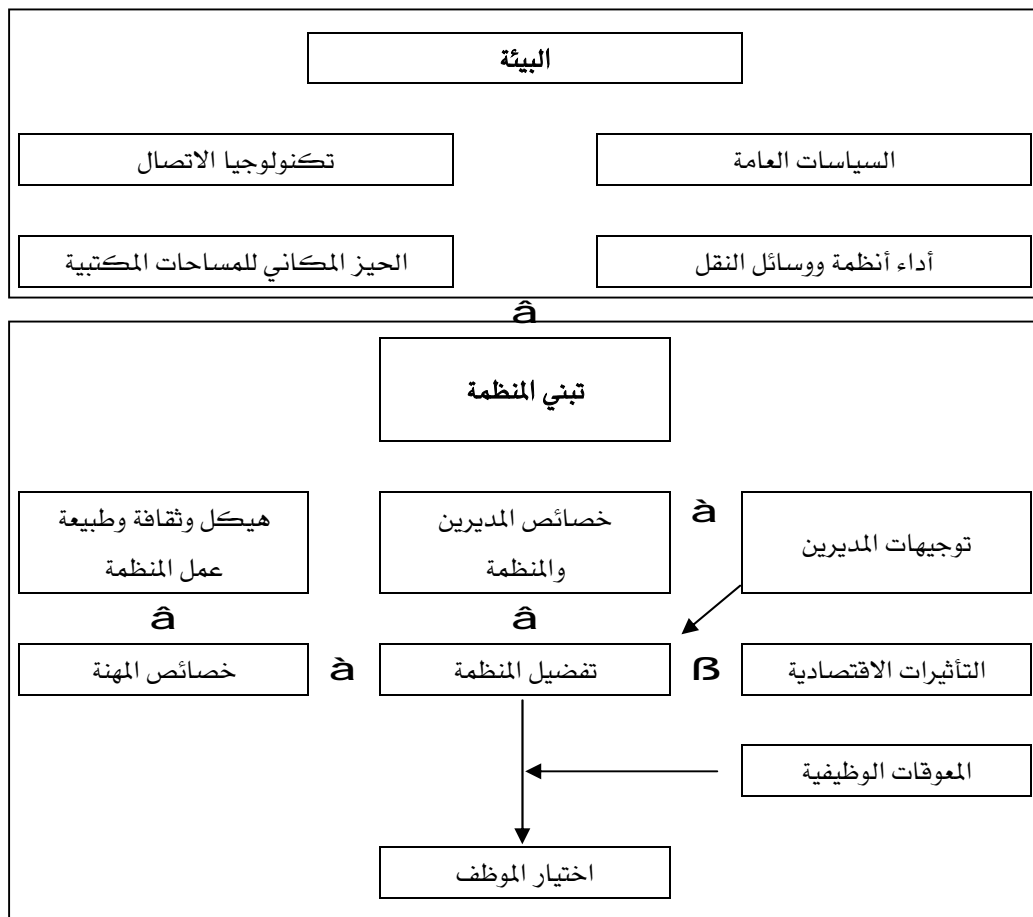 البيئة
السياسات العامة
تكنولوجيا الاتصال
أداء أنظمة ووسائل النقل
الحيز المكاني للمساحات المكتبية
â
تبني المنظمة
توجيهات المديرين
à
خصائص المديرين
والمنظمة
هيكل وثقافة وطبيعة
عمل المنظمة
â
â
التأثيرات الاقتصادية
ß
تفضيل المنظمة
à
خصائص المهنة
المعوقات الوظيفية
اختيار الموظف